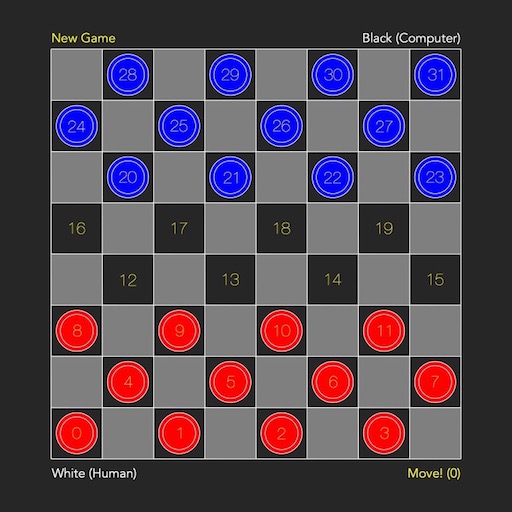 New Game Black (Computer)
28 29 30 31
24 25 26 27
20 21 22 23
16 17 18 19
12 13 14 15
8 9 10 11
4 5 6 7
0 1 2 3
White (Human) Move! (0)